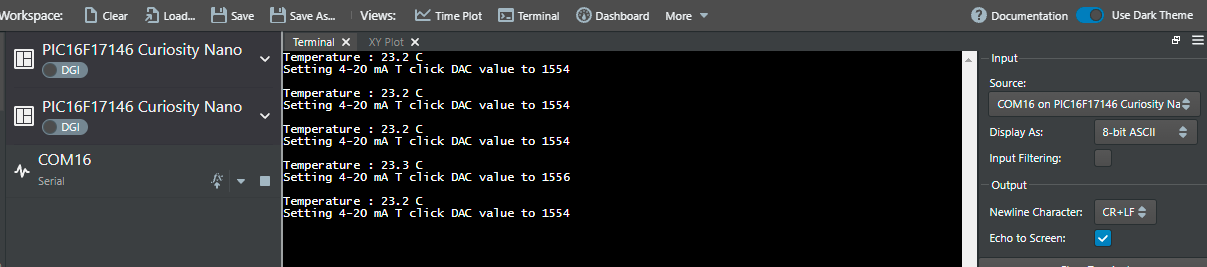 Workspace: Clear Load... Save Save As... Views: Time Plot Terminal Dashboarding More Documentation Use Dark Theme
PIC16F17146 Curiosity Nano
DGI
PIC16F17146 Curiosity Nano
DGI
COM16
Serial
Terminal XY Plot
Temperature : 23.2 C
Setting 4-20 mA T click DAC value to 1554
Temperature : 23.2 C
Setting 4-20 mA T click DAC value to 1554
Temperature : 23.2 C
Setting 4-20 mA T click DAC value to 1554
Temperature : 23.3 C
Setting 4-20 mA T click DAC value to 1556
Temperature : 23.2 C
Setting 4-20 mA T click DAC value to 1554
Input
Source:
COM16 on PIC16F17146 Curiosity Na
Display As: 8-bit ASCII
Input Filtering:
Output
Newline Character: CR+LF
Echo to Screen: